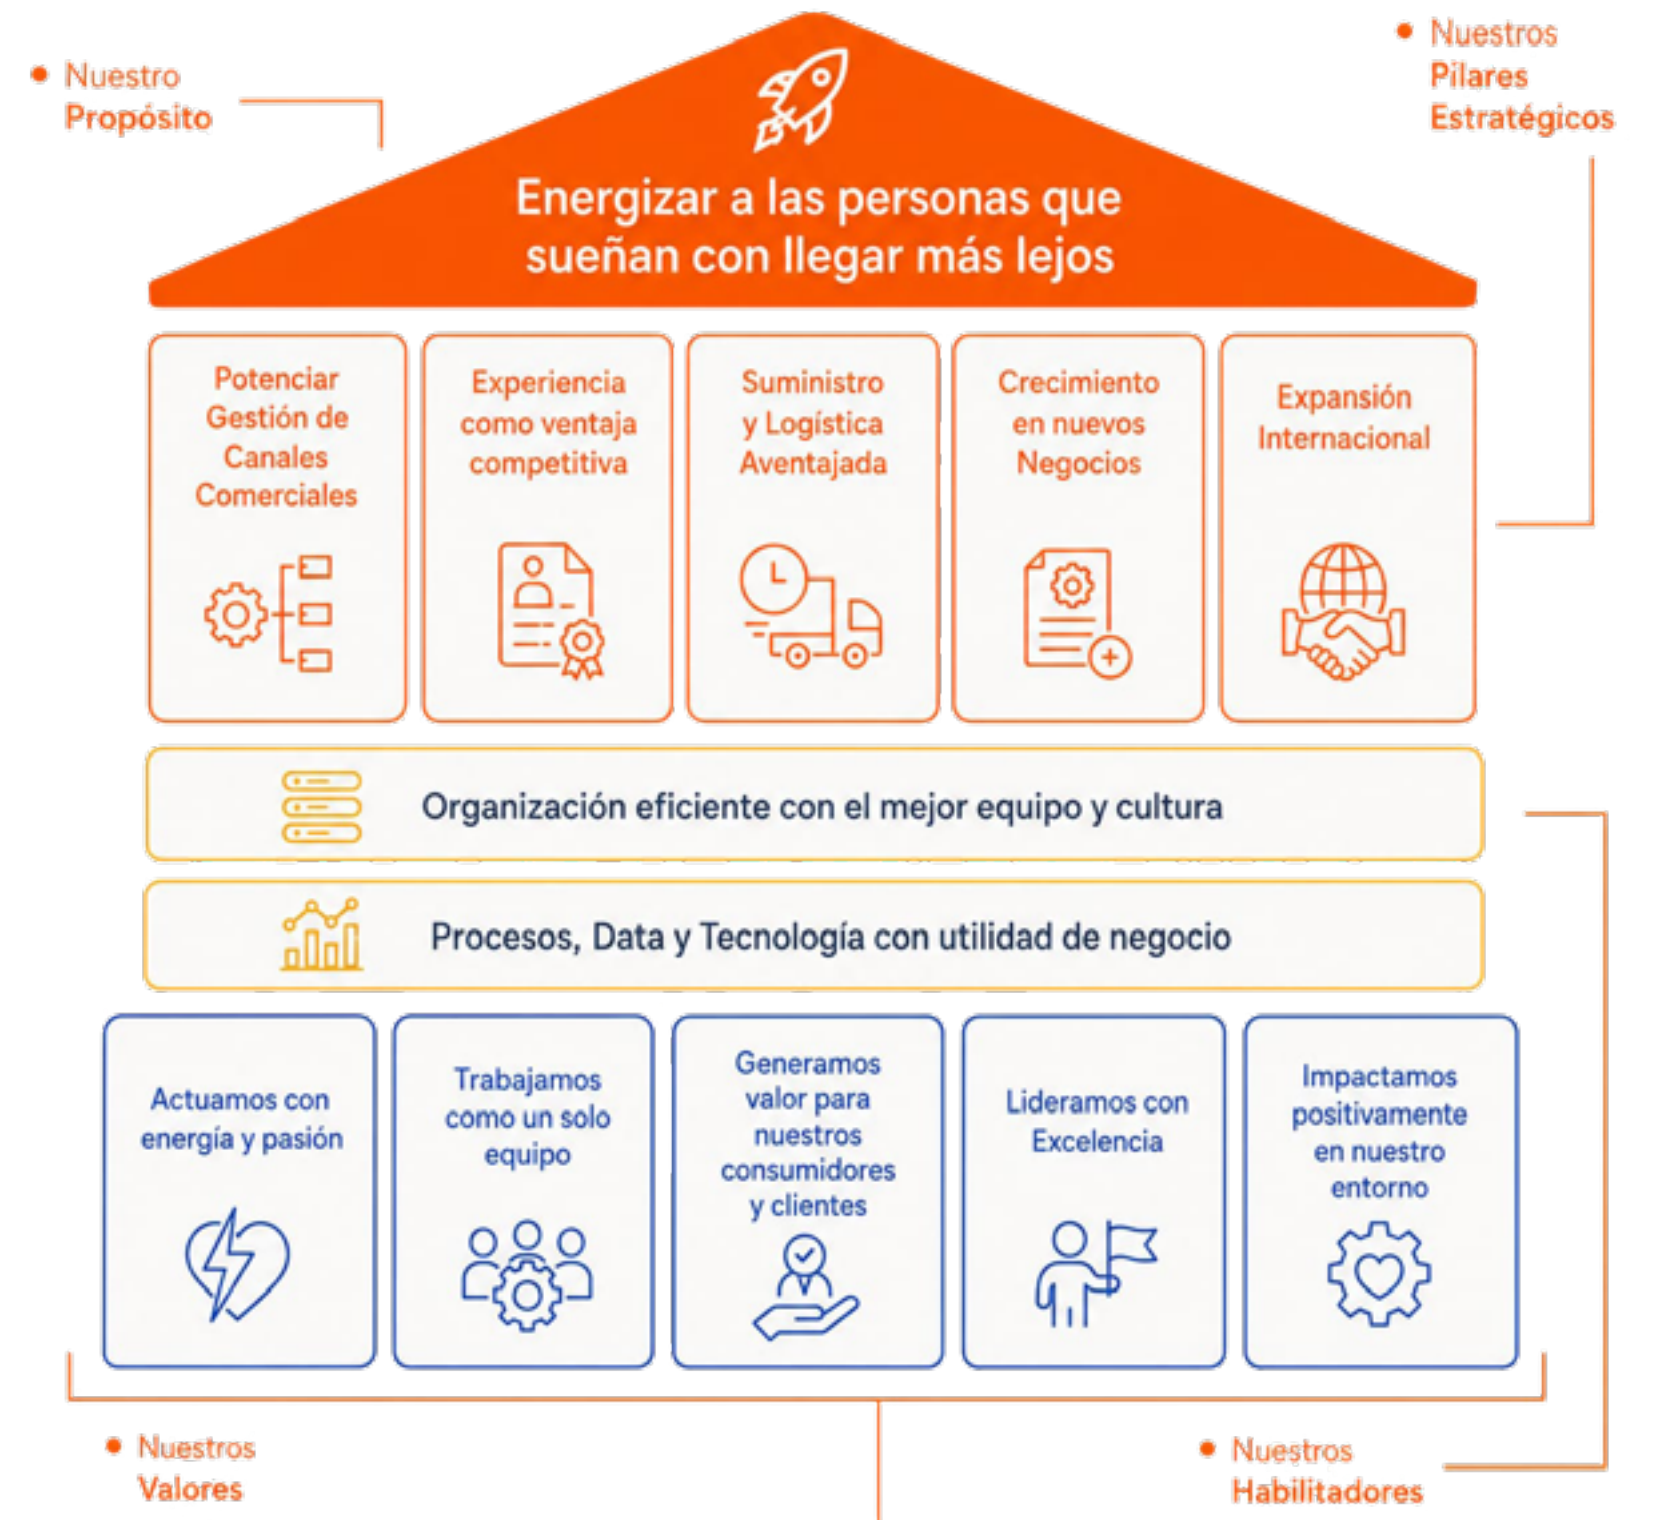 Nuestro
Propósito
Nuestros
Pilares
Estratégicos
Energizar a las personas que
sueñan con llegar más lejos
Potenciar
Gestión de
Canales
Comerciales
Experiencia
como ventaja
competitiva
Suministro
y Logística
Aventajada
Crecimiento
en nuevos
Negocios
Expansión
Internacional
Organización eficiente con el mejor equipo y cultura
Procesos, Data y Tecnología con utilidad de negocio
Actuamos con
energía y pasión
Trabajamos
como un solo
equipo
Generamos
valor para
nuestros
consumidores
y clientes
Lideramos con
Excelencia
Impactamos
positivamente
en nuestro
entorno
Nuestros
Valores
Nuestros
Habilitadores